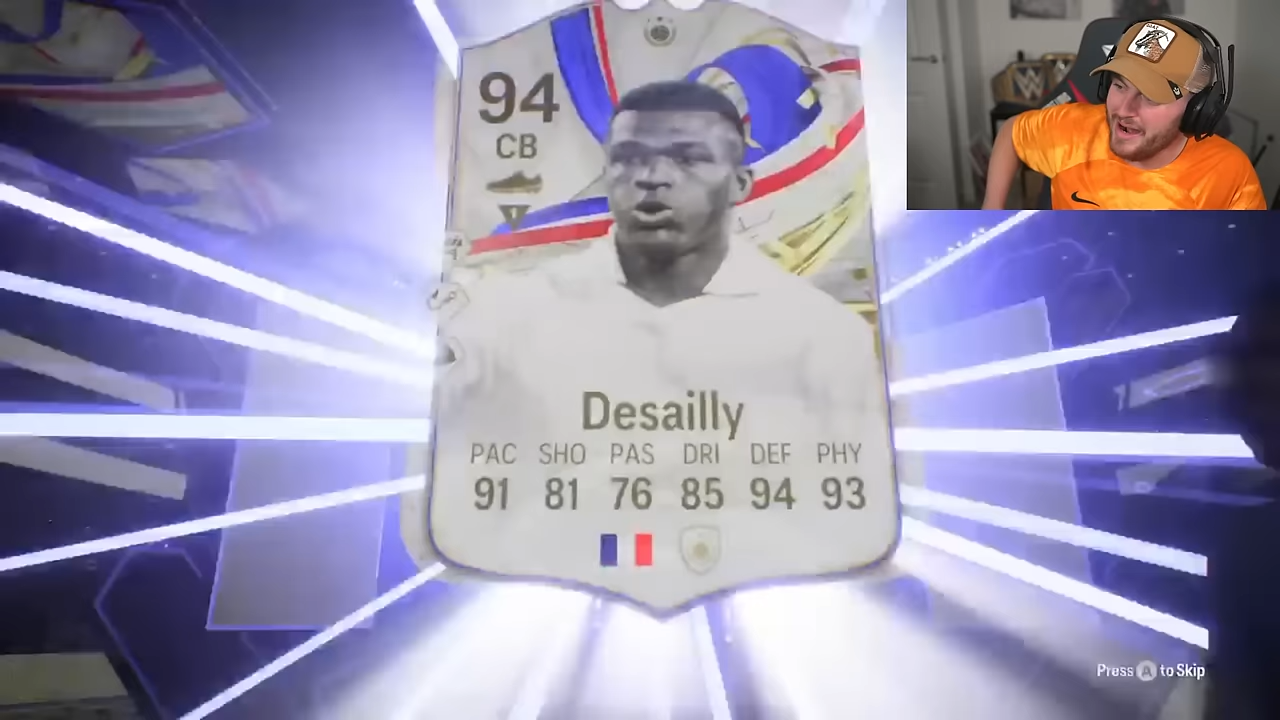 94
CB
Desailly
PAC SHO PAS DRI DEF PHY
91 81 76 85 94 93
Press A to Skip